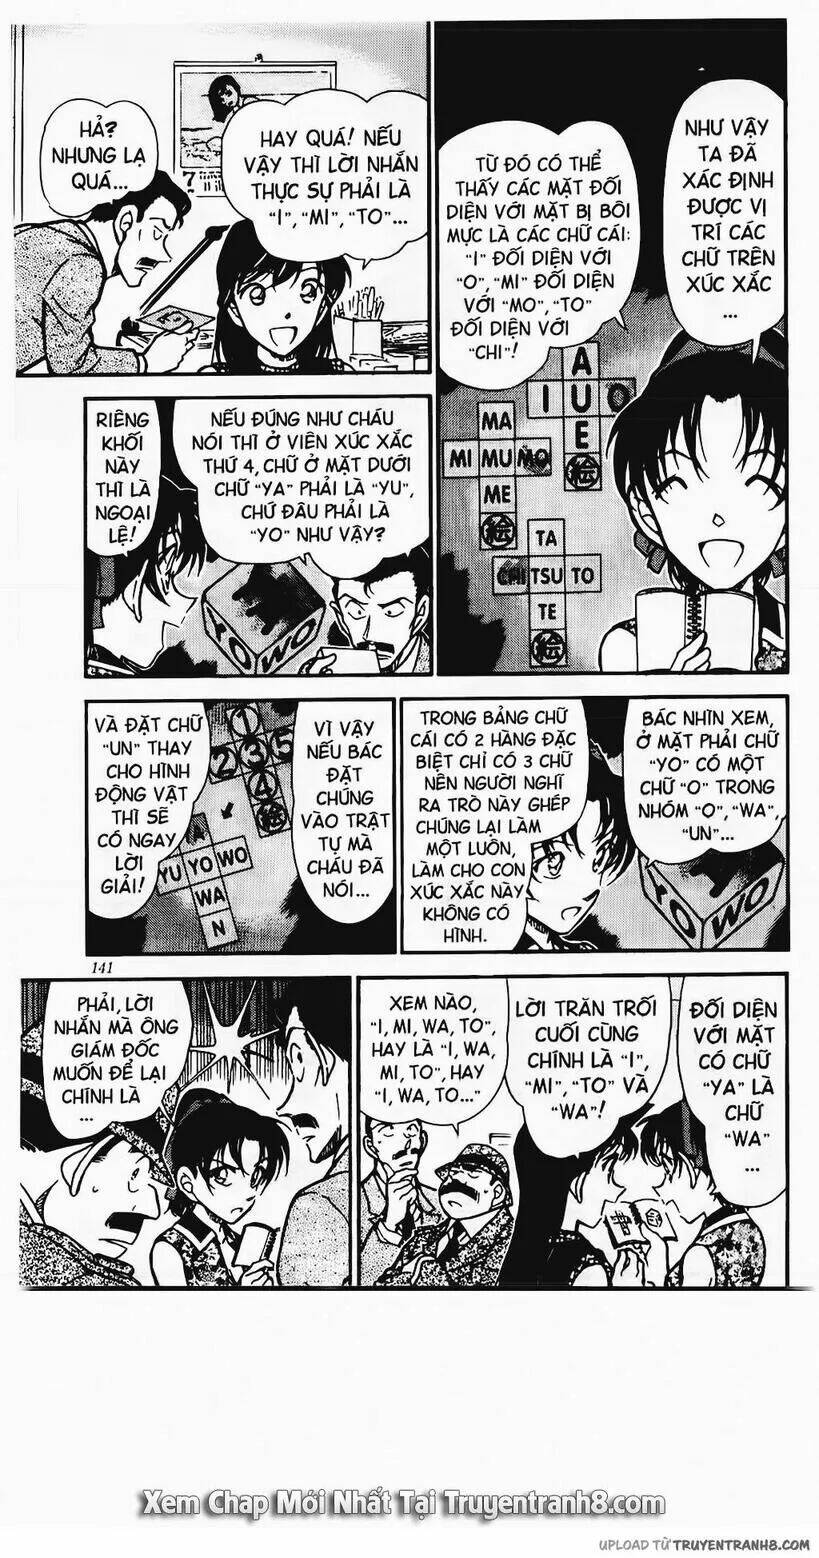 NHƯ VẬY
TA ĐÃ
XÁC ĐỊNH
ĐƯỢC VỊ
TRÍ CÁC
CHỮ TRÊN
XÚC XẮC
...
TỪ ĐÓ CÓ THỂ
THẤY CÁC MẶT ĐỐI
DIỆN VỚI MẶT BỊ BÔI
MỰC LÀ CÁC CHỮ CÁI:
"I" ĐỐI DIỆN VỚI
"O", "MI" ĐỐI DIỆN
VỚI "MO", "TO"
ĐỐI DIỆN VỚI
"CHI"!
A
I U O
E
絵
MA
MI MU MO
ME
絵
TA
CHI TSU TO
TE
絵
HAY QUÁ! NẾU
VẬY THÌ LỜI NHẮN
THỰC SỰ PHẢI LÀ
"I", "MI", "TO"...
HẢ?
NHƯNG LẠ
QUÁ...
7
NẾU ĐÚNG NHƯ CHÁU
NÓI THÌ Ở VIÊN XÚC XẮC
THỨ 4, CHỮ Ở MẶT DƯỚI
CHỮ "YA" PHẢI LÀ "YU",
CHỨ ĐÂU PHẢI LÀ
"YO" NHƯ VẬY?
RIÊNG
KHỐI
NÀY
THÌ LÀ
NGOẠI
LỆ!
YO WO
BÁC NHÌN XEM,
Ở MẶT PHẢI CHỮ
"YO" CÓ MỘT
CHỮ "O" TRONG
NHÓM "O", "WA",
"UN"...
YO WO
TRONG BẢNG CHỮ
CÁI CÓ 2 HÀNG ĐẶC
BIỆT CHỈ CÓ 3 CHỮ
NÊN NGƯỜI NGHĨ
RA TRÒ NÀY GHÉP
CHÚNG LẠI LÀM
MỘT LUÔN,
LÀM CHO CON
XÚC XẮC NÀY
KHÔNG CÓ
HÌNH.
VÌ VẬY
NẾU BÁC
ĐẶT
CHÚNG
VÀO TRẬT
TỰ MÀ
CHÁU ĐÃ
NÓI...
VÀ ĐẶT CHỮ
"UN" THAY
CHO HÌNH
ĐỘNG VẬT
THÌ SẼ
CÓ NGAY
LỜI
GIẢI!
1
2 3 5
4
絵
A
YU YO WO
WA
N
141
ĐỐI DIỆN
VỚI MẶT
CÓ CHỮ
"YA" LÀ
CHỮ
"WA"
...
LỜI TRĂN TRỐI
CUỐI CÙNG
CHÍNH LÀ "I",
"MI", "TO" VÀ
"WA"!
XEM NÀO,
"I, MI, WA, TO",
HAY LÀ "I, WA,
MI, TO", HAY
"I, WA, TO..."
PHẢI, LỜI
NHẮN MÀ ÔNG
GIÁM ĐỐC
MUỐN ĐỂ LẠI
CHÍNH LÀ
...
Xem Chap Mới Nhất Tại Truyentranh8.com
UPLOAD TỪ TRUYENTRANH8.COM